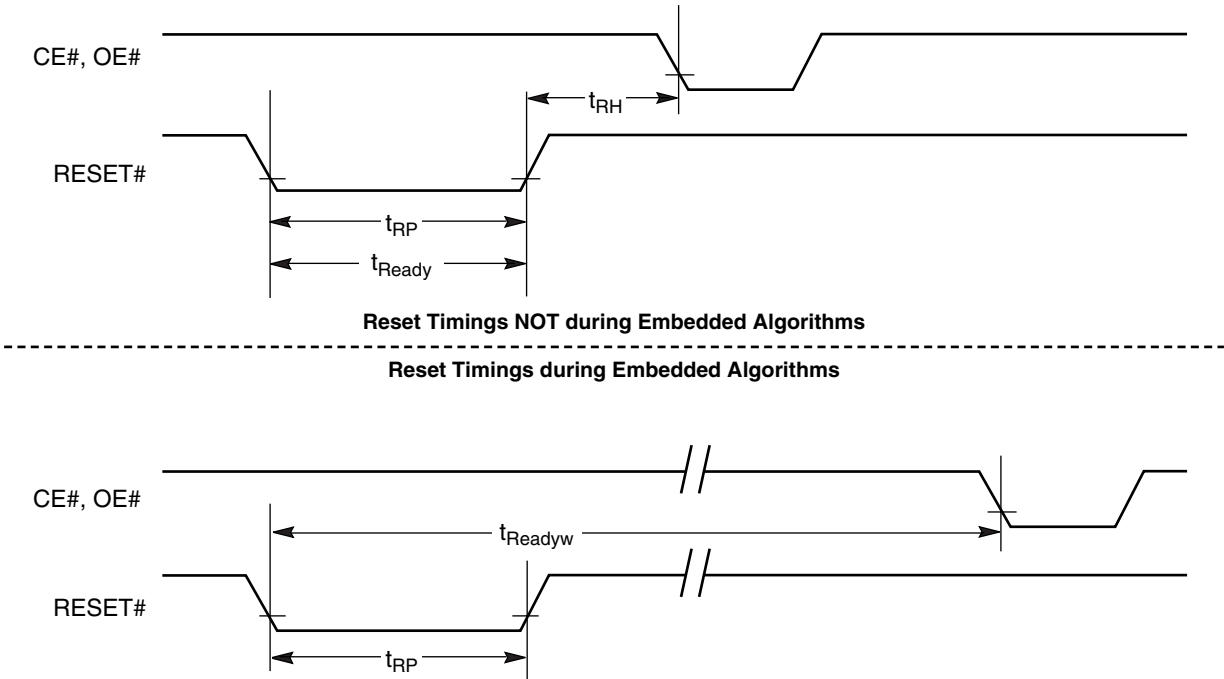 CE#, OE#
tRH
RESET#
tRP
tReady
Reset Timings NOT during Embedded Algorithms
Reset Timings during Embedded Algorithms
CE#, OE#
tReadyw
RESET#
tRP